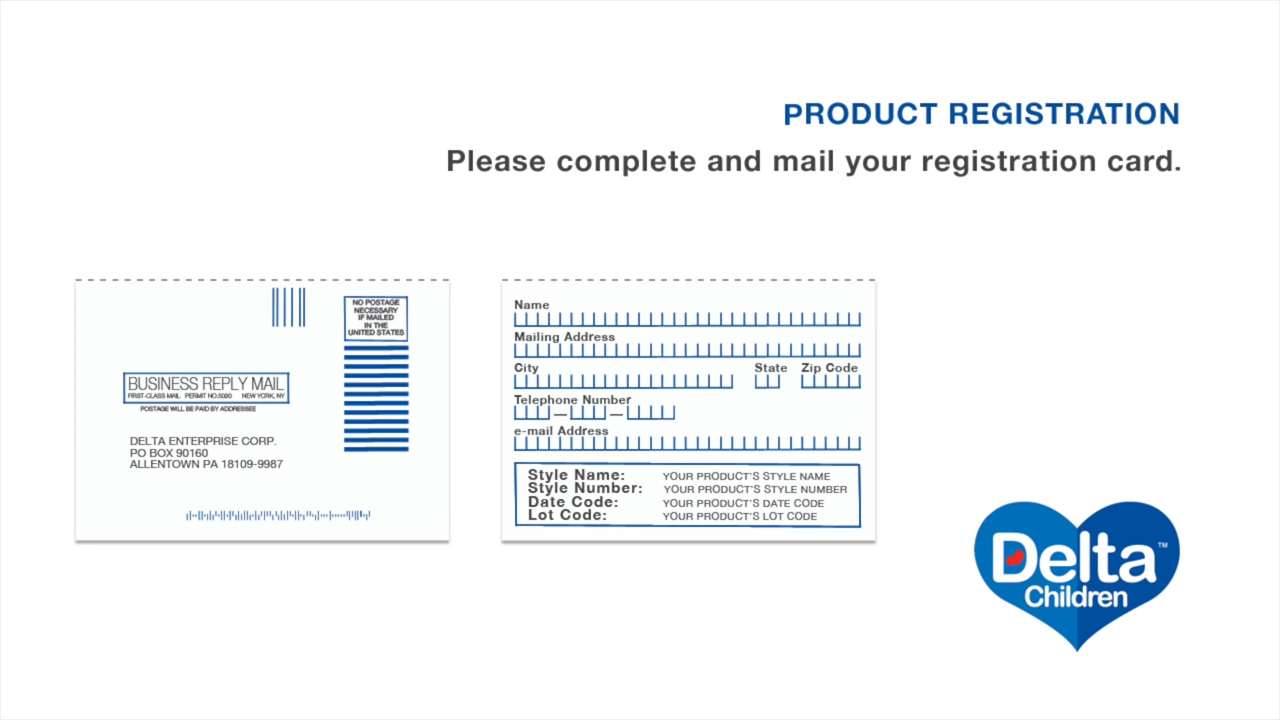 PRODUCT REGISTRATION
Please complete and mail your registration card.
NO POSTAGE
NECESSARY
IF MAILED
IN THE
UNITED STATES
BUSINESS REPLY MAIL
FIRST-CLASS MAIL PERMIT NO.5020 NEW YORK, NY
POSTAGE WILL BE PAID BY ADDRESSEE
DELTA ENTERPRISE CORP.
PO BOX 90160
ALLENTOWN PA 18109-9987
Name
Mailing Address
City State Zip Code
Telephone Number
e-mail Address
Style Name: YOUR PRODUCT'S STYLE NAME
Style Number: YOUR PRODUCT'S STYLE NUMBER
Date Code: YOUR PRODUCT'S DATE CODE
Lot Code: YOUR PRODUCT'S LOT CODE
Delta™
Children